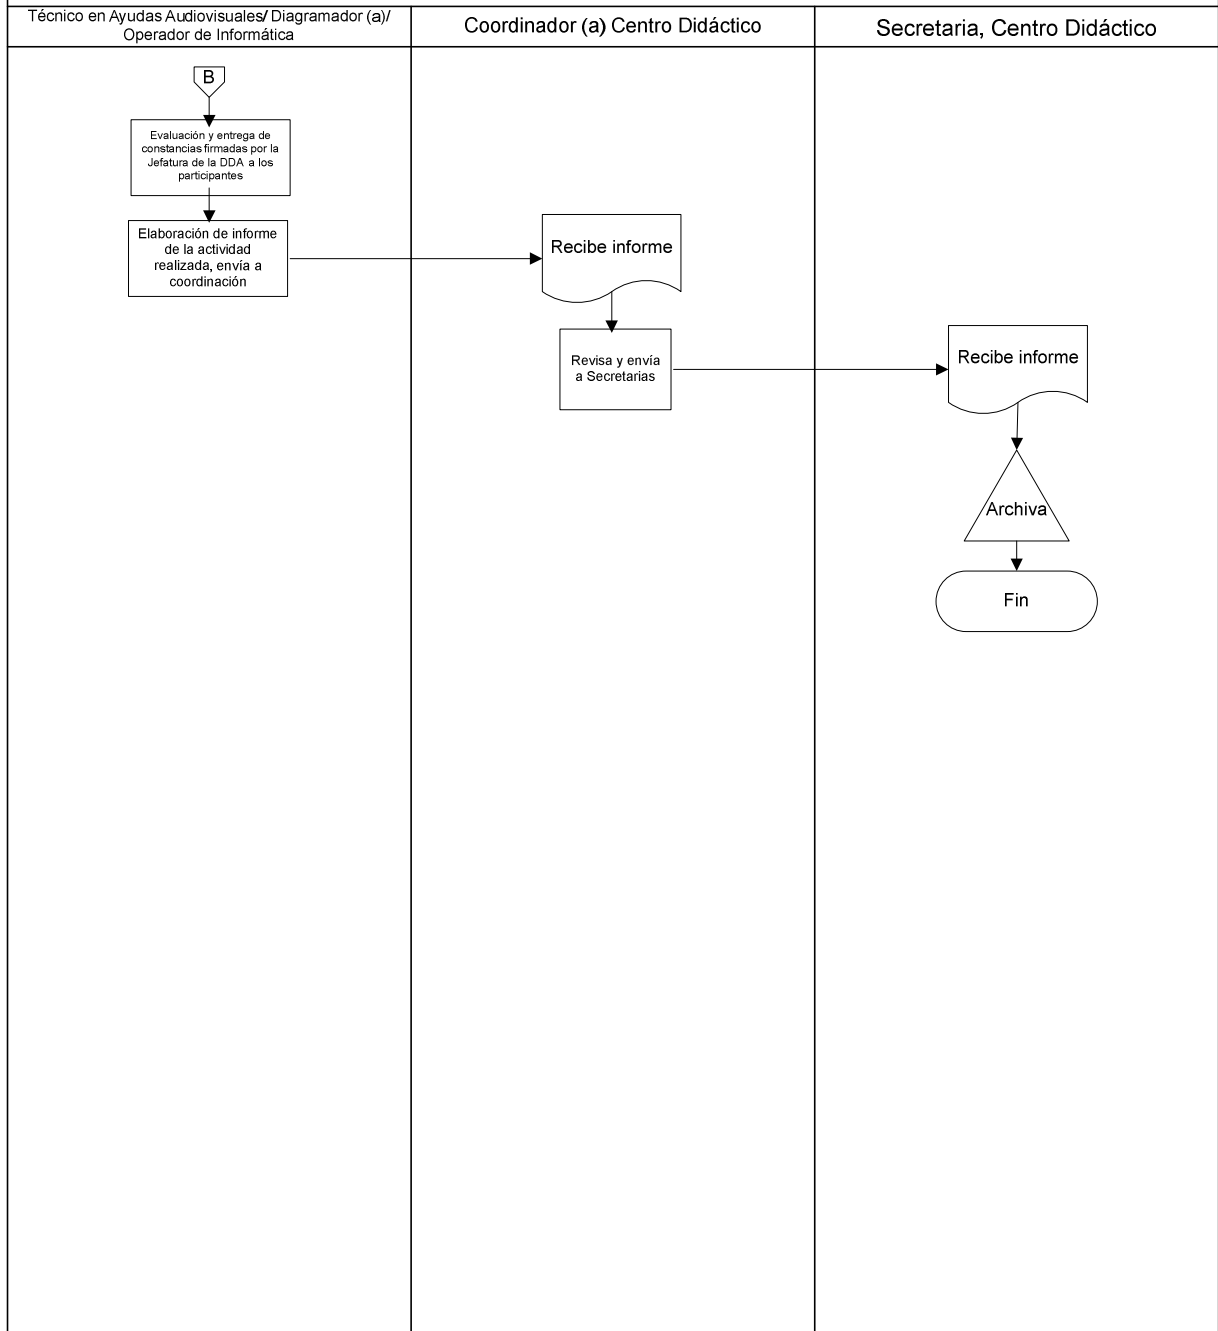 Técnico en Ayudas Audiovisuales/ Diagramador (a)/
Operador de Informática
Coordinador (a) Centro Didáctico
Secretaria, Centro Didáctico
B
Evaluación y entrega de
constancias firmadas por la
Jefatura de la DDA a los
participantes
Elaboración de informe
de la actividad
realizada, envía a
coordinación
Recibe informe
Revisa y envía
a Secretarias
Recibe informe
Archiva
Fin